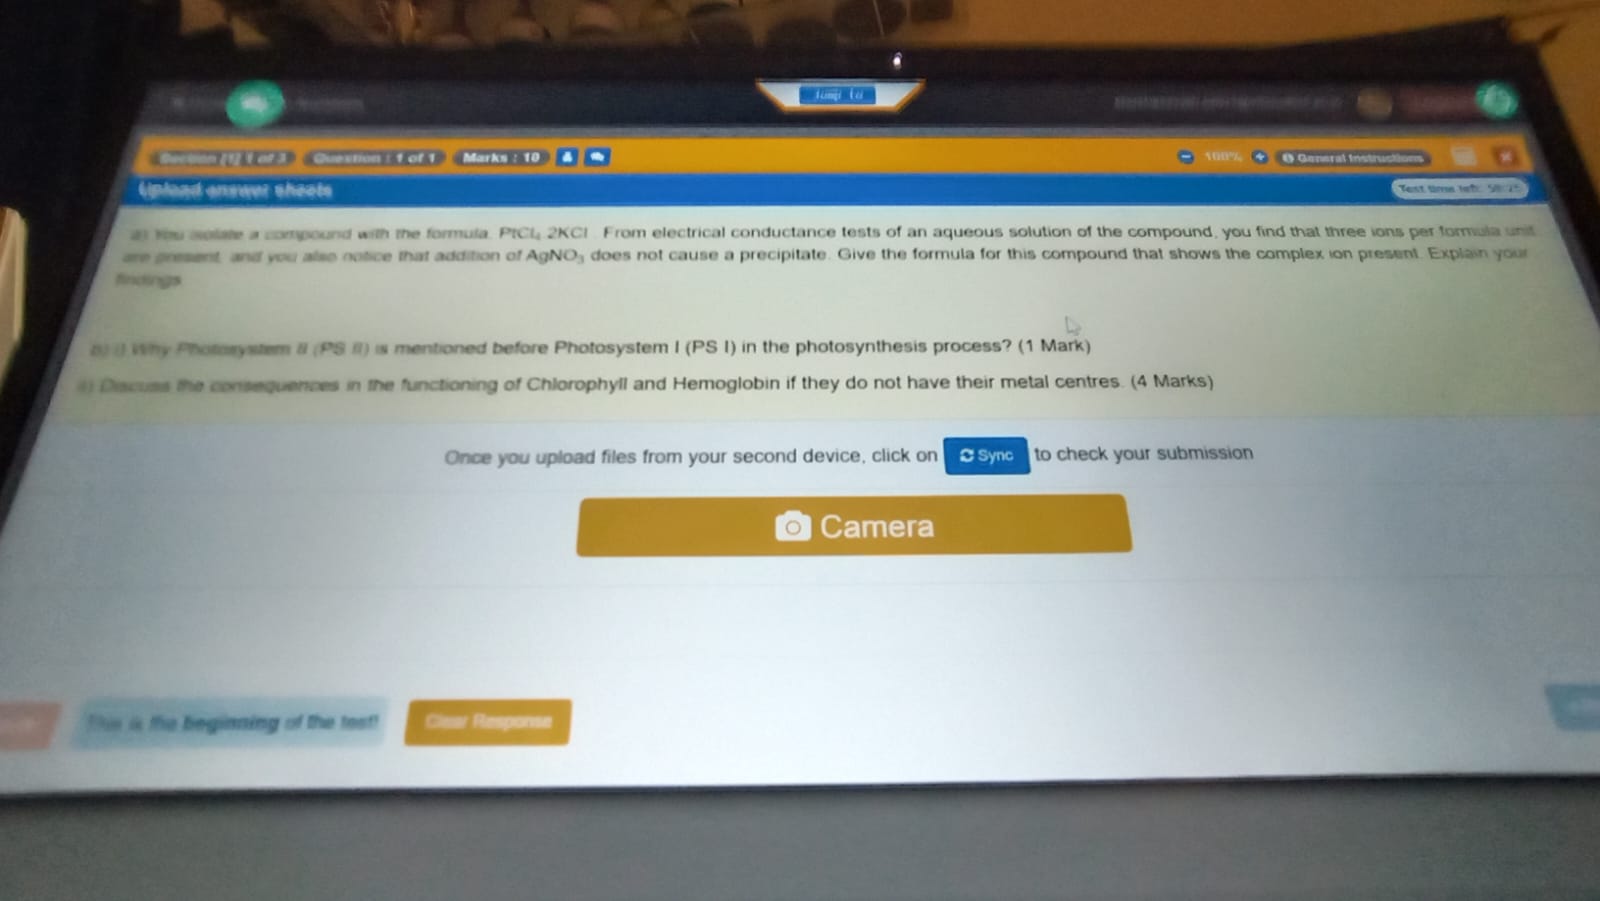 Jump to
Section [1] 1 of 3 Question : 1 of 1 Marks : 10 100% General Instructions
Upload answer sheets Test time left:
a) You isolate a compound with the formula PtCl₄ 2KCl . From electrical conductance tests of an aqueous solution of the compound, you find that three ions per formula unit
are present, and you also notice that addition of AgNO₃ does not cause a precipitate. Give the formula for this compound that shows the complex ion present. Explain your
findings
b) i) Why Photosystem II (PS II) is mentioned before Photosystem I (PS I) in the photosynthesis process? (1 Mark)
ii) Discuss the consequences in the functioning of Chlorophyll and Hemoglobin if they do not have their metal centres. (4 Marks)
Once you upload files from your second device, click on Sync to check your submission
Camera
This is the beginning of the test! Clear Response